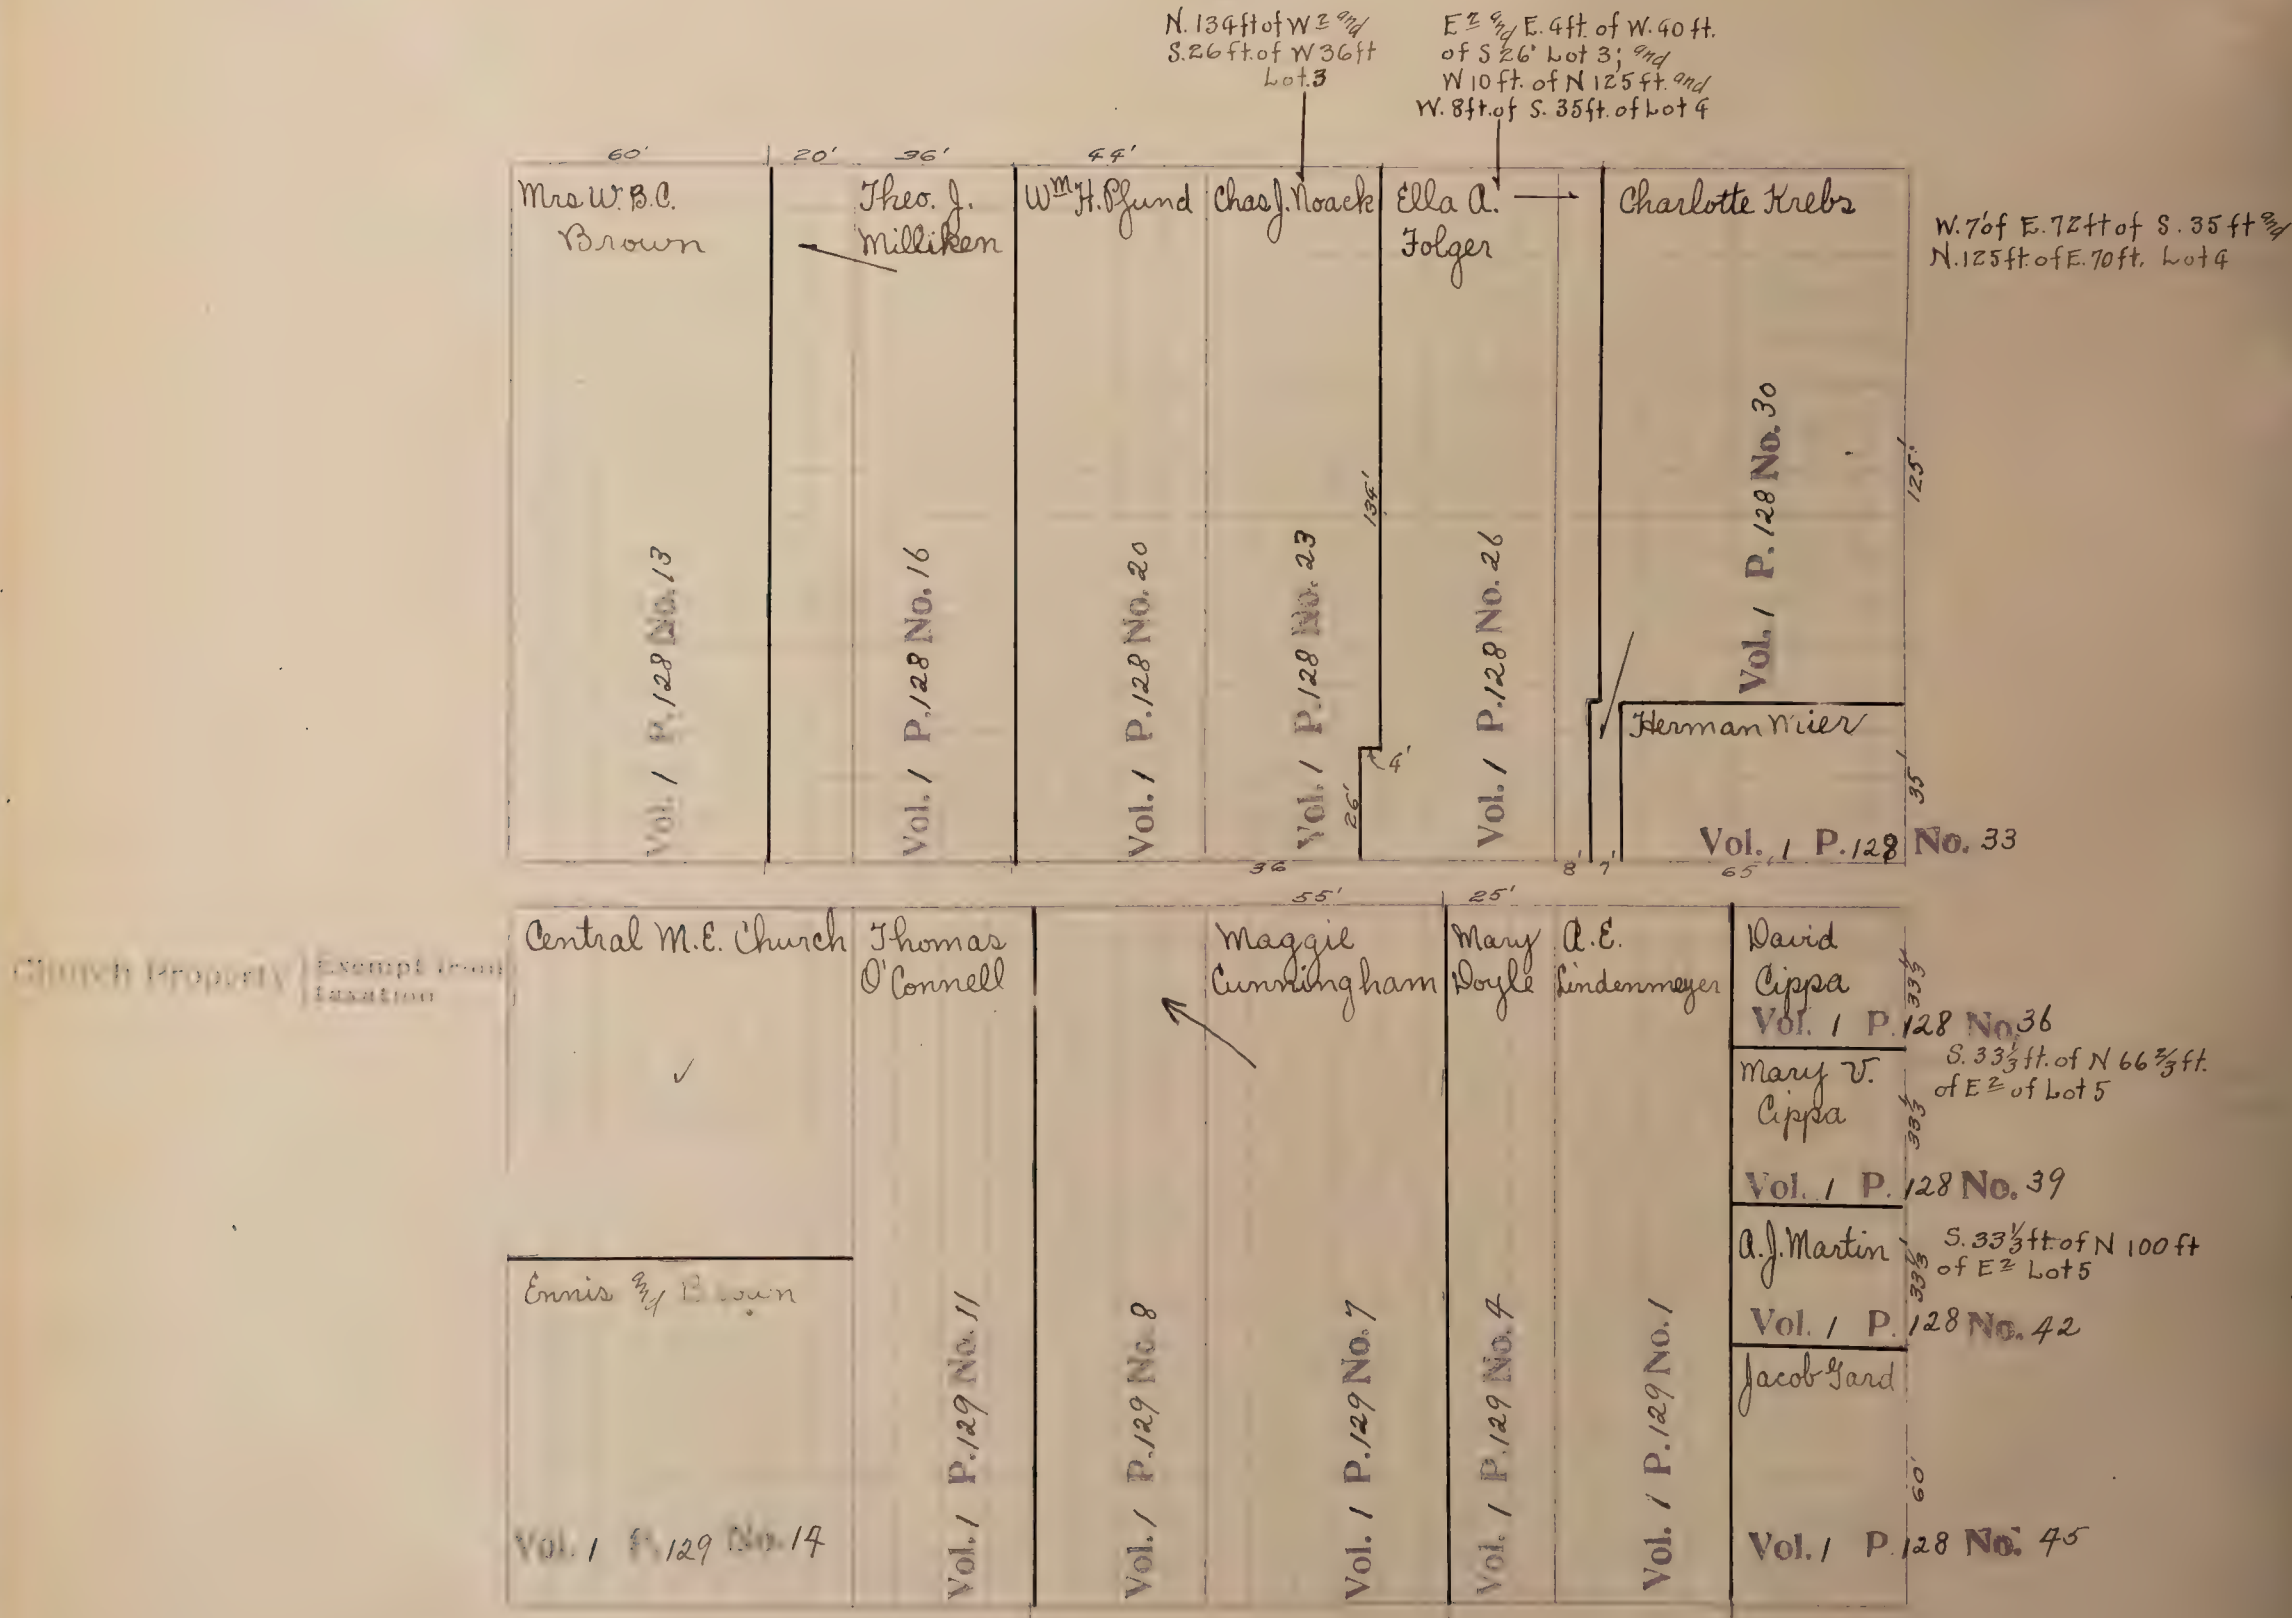 N. 134 ft of W ½ and
S. 26 ft. of W 36 ft
Lot. 3
E ½ and E. 4 ft. of W. 40 ft.
of S 26' Lot 3; and
W 10 ft. of N 125 ft. and
W. 8 ft. of S. 35 ft. of Lot 4
60' 20' 36' 44'
Mrs W. B. C.
Brown
Vol. 1 P. 128 No. 13
Theo. J.
Milliken
Vol. 1 P. 128 No. 16
Wm H. Pfund
Vol. 1 P. 128 No. 20
Chas J. Noack
Vol. 1 P. 128 No. 23
134'
4'
26'
Ella A.
Folger
Vol. 1 P. 128 No. 26
Charlotte Krebs
Vol. 1 P. 128 No. 30
W. 7' of E. 72 ft of S. 35 ft and
N. 125 ft. of E. 70 ft. Lot 4
125'
Herman Mier
35'
Vol. 1 P. 128 No. 33
36 8' 7' 65'
55' 25'
Church Property Exempt from
taxation
Central M. E. Church
Ennis and Brown
Vol. 1 P. 129 No. 14
Thomas
O'Connell
Vol. 1 P. 129 No. 11
Vol. 1 P. 129 No. 8
Maggie
Cunningham
Vol. 1 P. 129 No. 7
Mary
Doyle
Vol. 1 P. 129 No. 4
A. E.
Lindenmeyer
Vol. 1 P. 129 No. 1
David
Cippa
33⅓'
Vol. 1 P. 128 No. 36
S. 33⅓ ft. of N 66⅔ ft.
of E ½ of Lot 5
Mary V.
Cippa
33⅓'
Vol. 1 P. 128 No. 39
A. J. Martin
S. 33⅓ ft. of N 100 ft
of E ½ Lot 5
33⅓'
Vol. 1 P. 128 No. 42
Jacob Gard
60'
Vol. 1 P. 128 No. 45